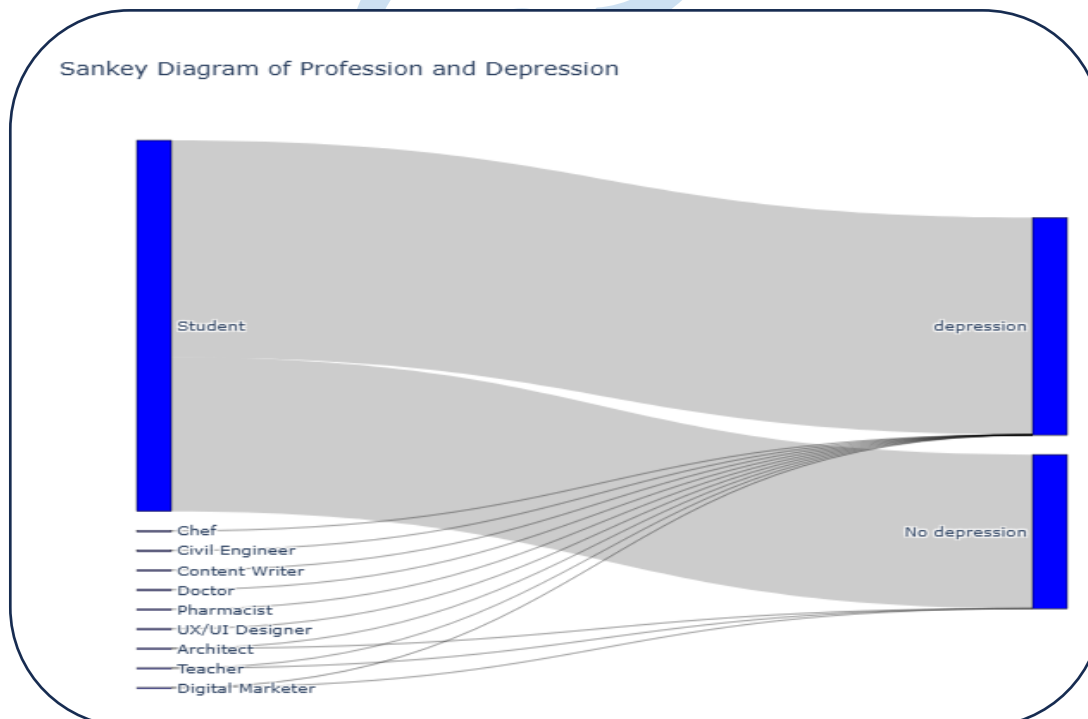 Sankey Diagram of Profession and Depression
Student
depression
Chef
No depression
Civil Engineer
Content Writer
Doctor
Pharmacist
UX/UI Designer
Architect
Teacher
Digital Marketer